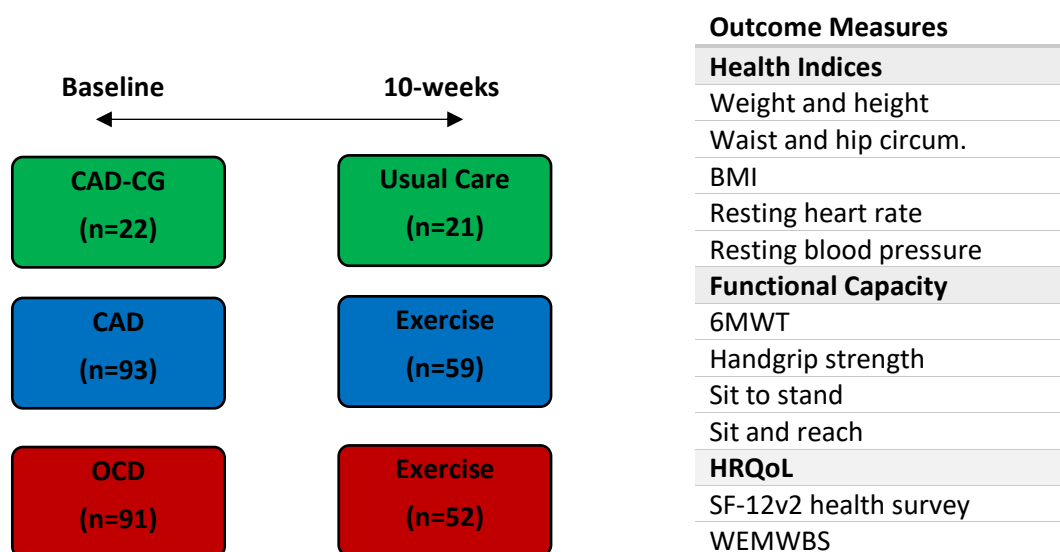 Baseline
10-weeks
CAD-CG
(n=22)
Usual Care
(n=21)
CAD
(n=93)
Exercise
(n=59)
OCD
(n=91)
Exercise
(n=52)
Outcome Measures
Health Indices
Weight and height
Waist and hip circum.
BMI
Resting heart rate
Resting blood pressure
Functional Capacity
6MWT
Handgrip strength
Sit to stand
Sit and reach
HRQoL
SF-12v2 health survey
WEMWBS